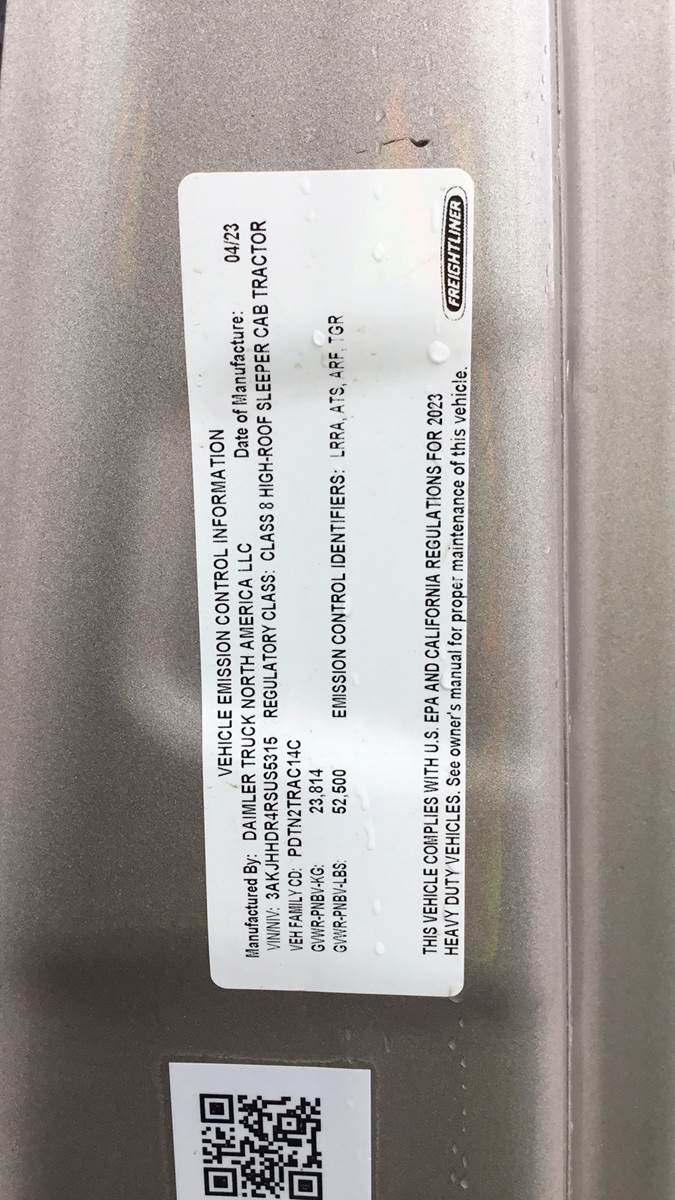 VEHICLE EMISSION CONTROL INFORMATION
Manufactured By: DAIMLER TRUCK NORTH AMERICA LLC Date of Manufacture: 04/23
VIN/NIV: 3AKJHHDR4RSUS5315 REGULATORY CLASS: CLASS 8 HIGH-ROOF SLEEPER CAB TRACTOR
VEH FAMILY CD: PDTN2TRAC14C
GVWR-PNBV-KG: 23,814
GVWR-PNBV-LBS: 52,500 EMISSION CONTROL IDENTIFIERS: LRRA, ATS, ARF, TGR
THIS VEHICLE COMPLIES WITH U.S. EPA AND CALIFORNIA REGULATIONS FOR 2023
HEAVY DUTY VEHICLES. See owner's manual for proper maintenance of this vehicle.
FREIGHTLINER